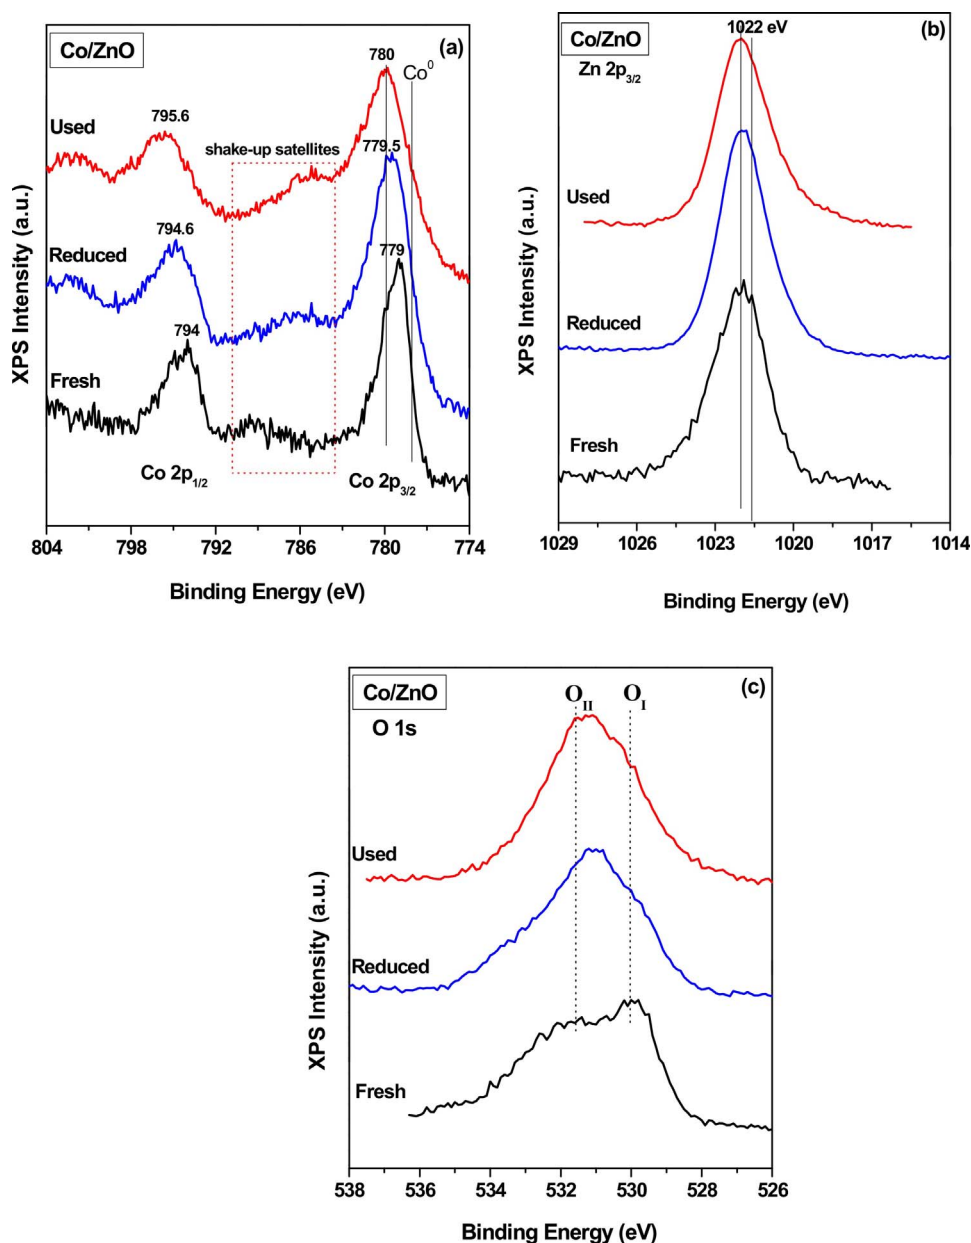 Co/ZnO
(a)
780
Co⁰
795.6
Used
shake-up satellites
779.5
794.6
Reduced
779
794
Fresh
Co 2p₁/₂
Co 2p₃/₂
XPS Intensity (a.u.)
804 798 792 786 780 774
Binding Energy (eV)
Co/ZnO
1022 eV
(b)
Zn 2p₃/₂
Used
Reduced
Fresh
XPS Intensity (a.u.)
1029 1026 1022 1020 1017 1014
Binding Energy (eV)
Co/ZnO
O_II
O_I
(c)
O 1s
Used
Reduced
Fresh
XPS Intensity (a.u.)
538 536 534 532 530 528 526
Binding Energy (eV)